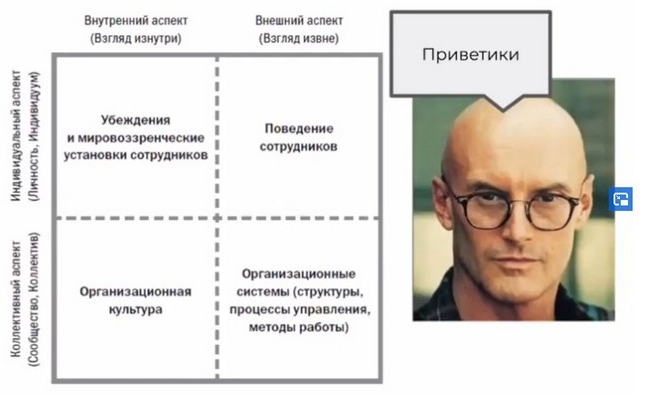 Внутренний аспект
(Взгляд изнутри)
Внешний аспект
(Взгляд извне)
Приветики
Индивидуальный аспект
(Личность, Индивидуум)
Убеждения
и мировоззренческие
установки сотрудников
Поведение
сотрудников
Коллективный аспект
(Сообщество, Коллектив)
Организационная
культура
Организационные
системы (структуры,
процессы управления,
методы работы)